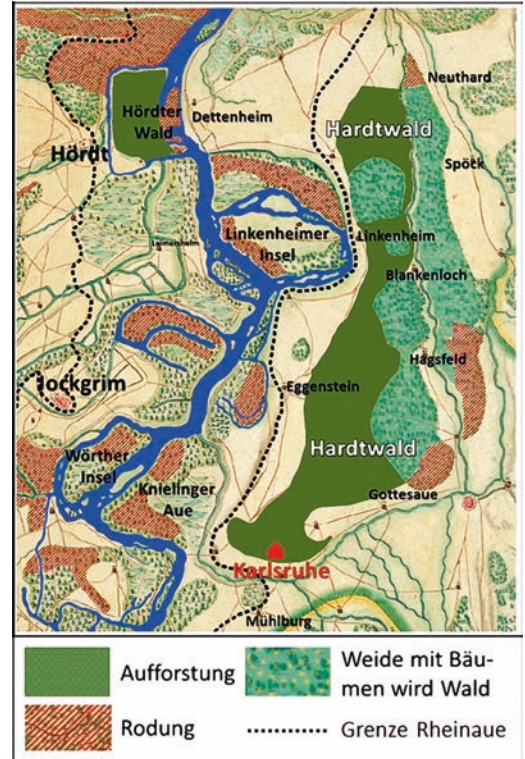 Neuthard
Hördter
Wald
Dettenheim
Hardtwald
Hördt
Spöck
Leimersheim
Linkenheimer
Insel
Linkenheim
Blankenloch
Hagsfeld
Jockgrim
Eggenstein
Hardtwald
Wörther
Insel
Knielinger
Aue
Gottesaue
Karlsruhe
Mühlburg
Aufforstung
Weide mit Bäu-
men wird Wald
Rodung
Grenze Rheinaue